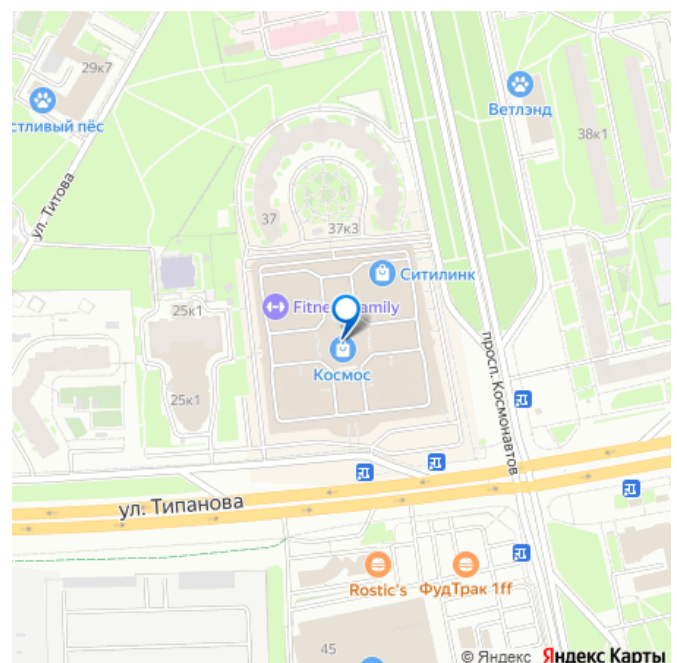 29к7
стливый пёс
Ветлэнд
38к1
ул. Титова
37
37к3
Ситилинк
25к1
Fitne Family
Космос
25к1
просп. Космонавтов
ул. Типанова
Rostic's
ФудТрак 1ff
45
© Яндекс Яндекс Карты